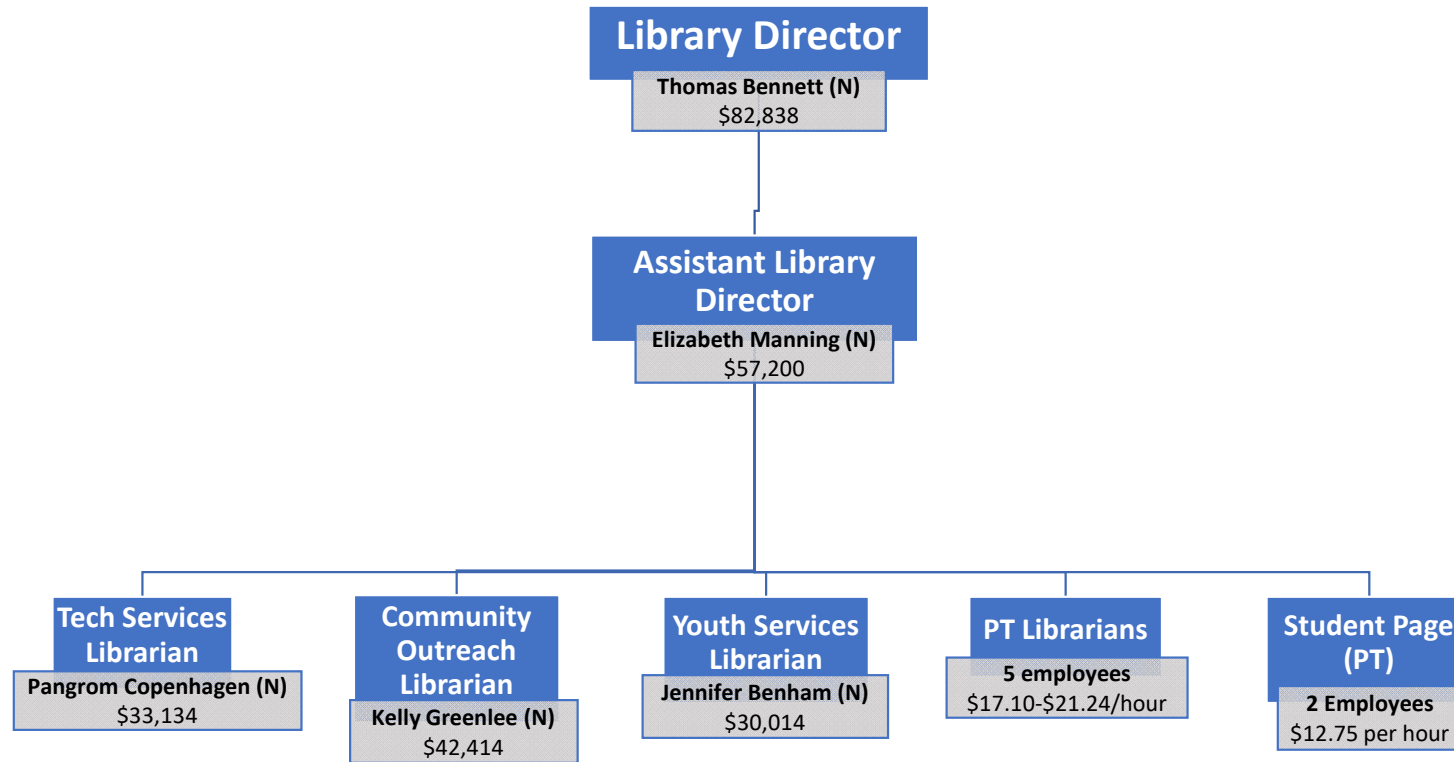 Library Director
Thomas Bennett (N)
$82,838
Assistant Library
Director
Elizabeth Manning (N)
$57,200
Tech Services
Librarian
Pangrom Copenhagen (N)
$33,134
Community
Outreach
Librarian
Kelly Greenlee (N)
$42,414
Youth Services
Librarian
Jennifer Benham (N)
$30,014
PT Librarians
5 employees
$17.10-$21.24/hour
Student Page
(PT)
2 Employees
$12.75 per hour